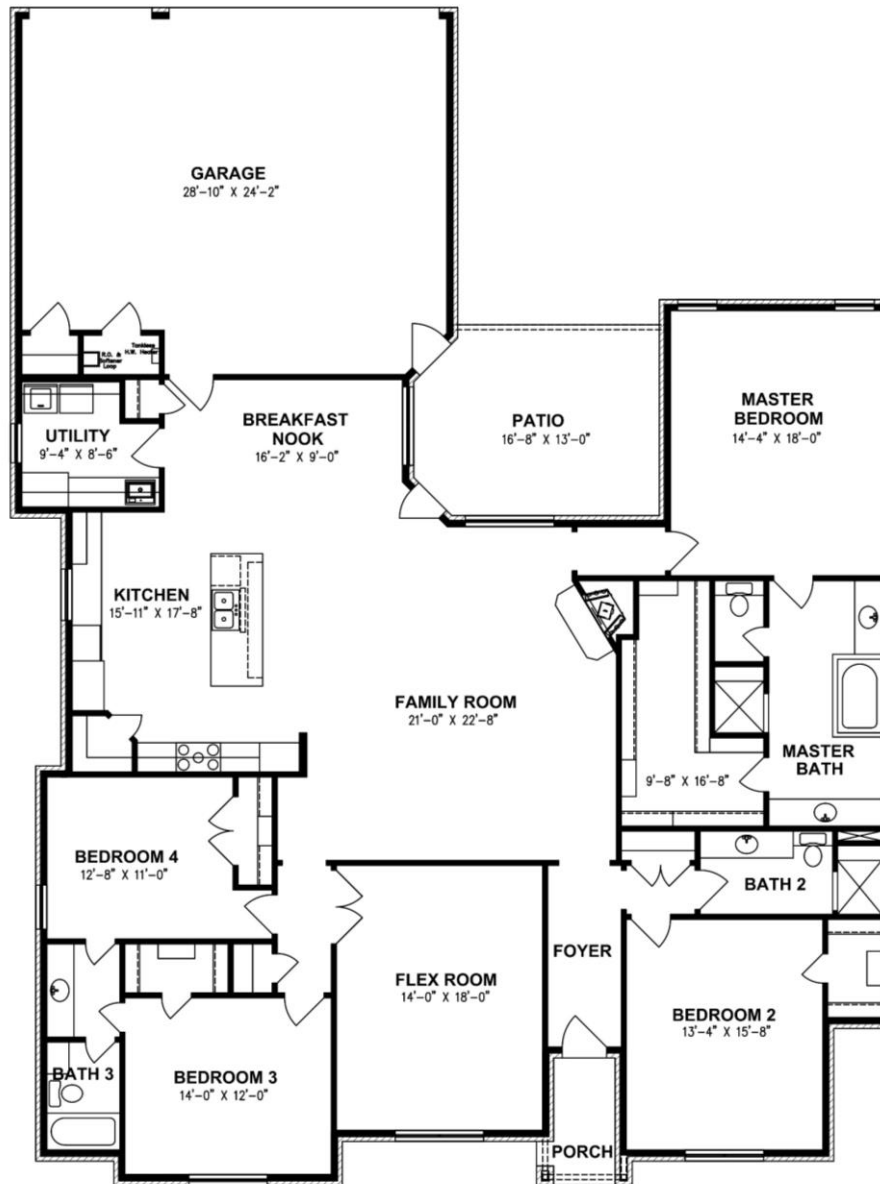 GARAGE
28'-10" X 24'-2"
R.O. &
Softener
Loop
Tankless
H.W. Heater
UTILITY
9'-4" X 8'-6"
BREAKFAST
NOOK
16'-2" X 9'-0"
PATIO
16'-8" X 13'-0"
MASTER
BEDROOM
14'-4" X 18'-0"
KITCHEN
15'-11" X 17'-8"
FAMILY ROOM
21'-0" X 22'-8"
MASTER
BATH
9'-8" X 16'-8"
BEDROOM 4
12'-8" X 11'-0"
BATH 2
FLEX ROOM
14'-0" X 18'-0"
FOYER
BEDROOM 2
13'-4" X 15'-8"
BATH 3
BEDROOM 3
14'-0" X 12'-0"
PORCH